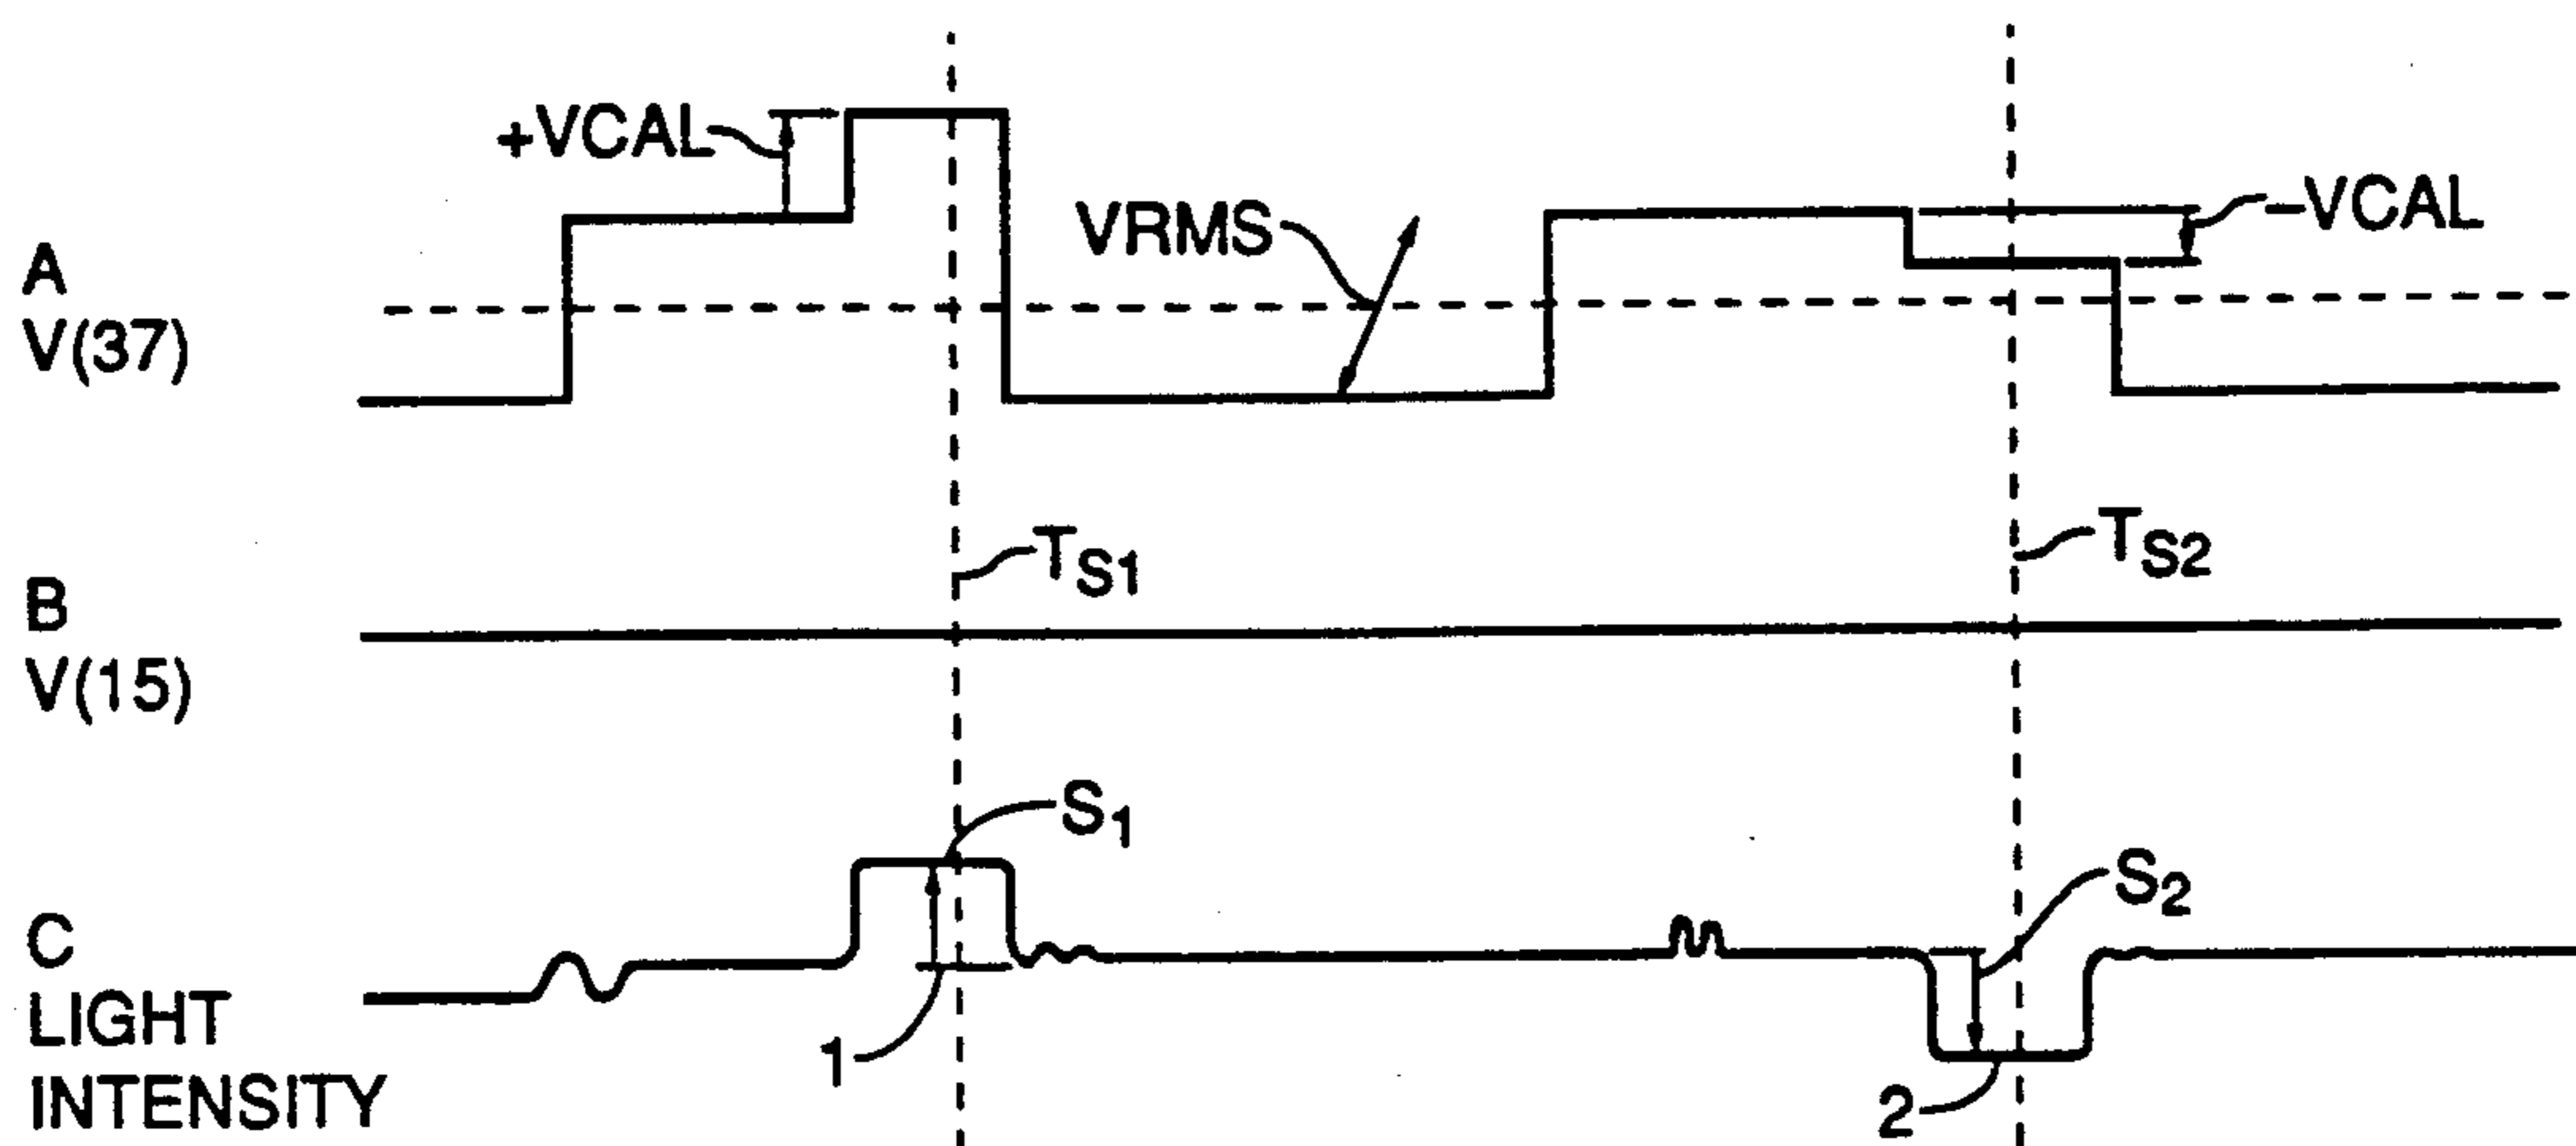 +VCAL
VRMS
–VCAL
A
V(37)
TS1
TS2
B
V(15)
S1
S2
C
LIGHT
INTENSITY
1
2